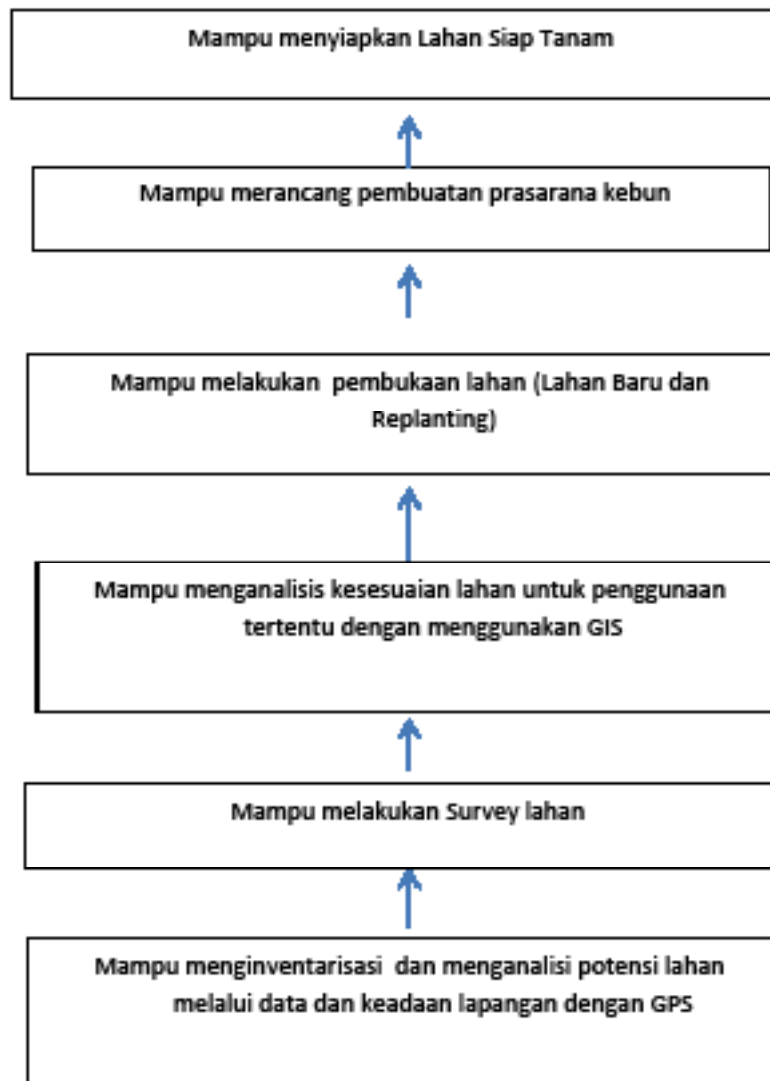 Mampu menyiapkan Lahan Siap Tanam
Mampu merancang pembuatan prasarana kebun
Mampu melakukan pembukaan lahan (Lahan Baru dan
Replanting)
Mampu menganalisis kesesuaian lahan untuk penggunaan
tertentu dengan menggunakan GIS
Mampu melakukan Survey lahan
Mampu menginventarisasi dan menganalisi potensi lahan
melalui data dan keadaan lapangan dengan GPS